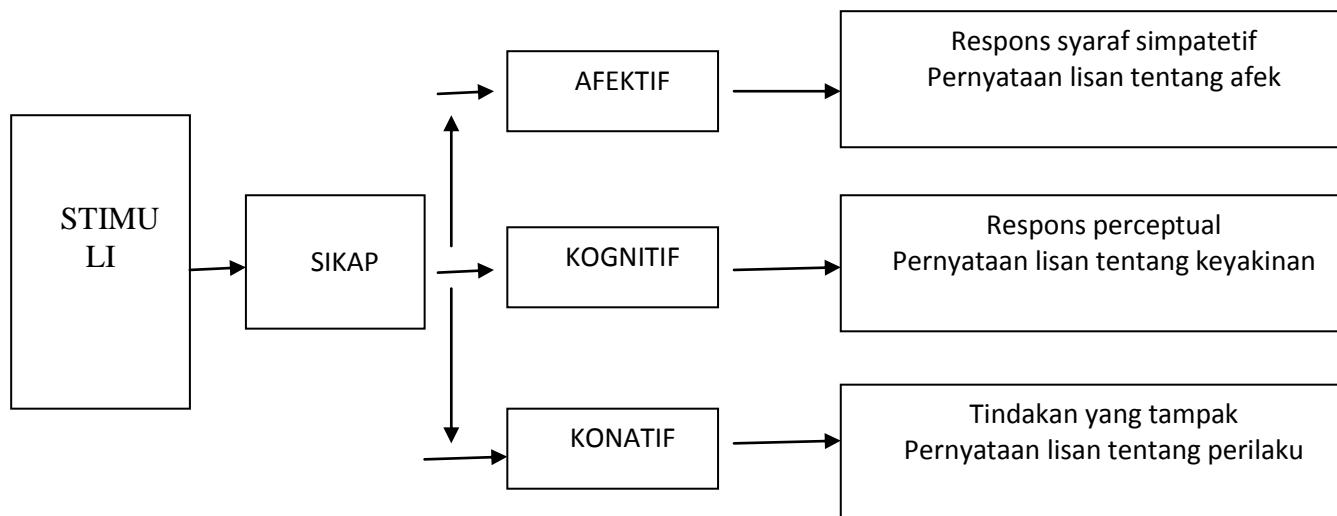 STIMU
LI
SIKAP
AFEKTIF
Respons syaraf simpatetif
Pernyataan lisan tentang afek
KOGNITIF
Respons perceptual
Pernyataan lisan tentang keyakinan
KONATIF
Tindakan yang tampak
Pernyataan lisan tentang perilaku